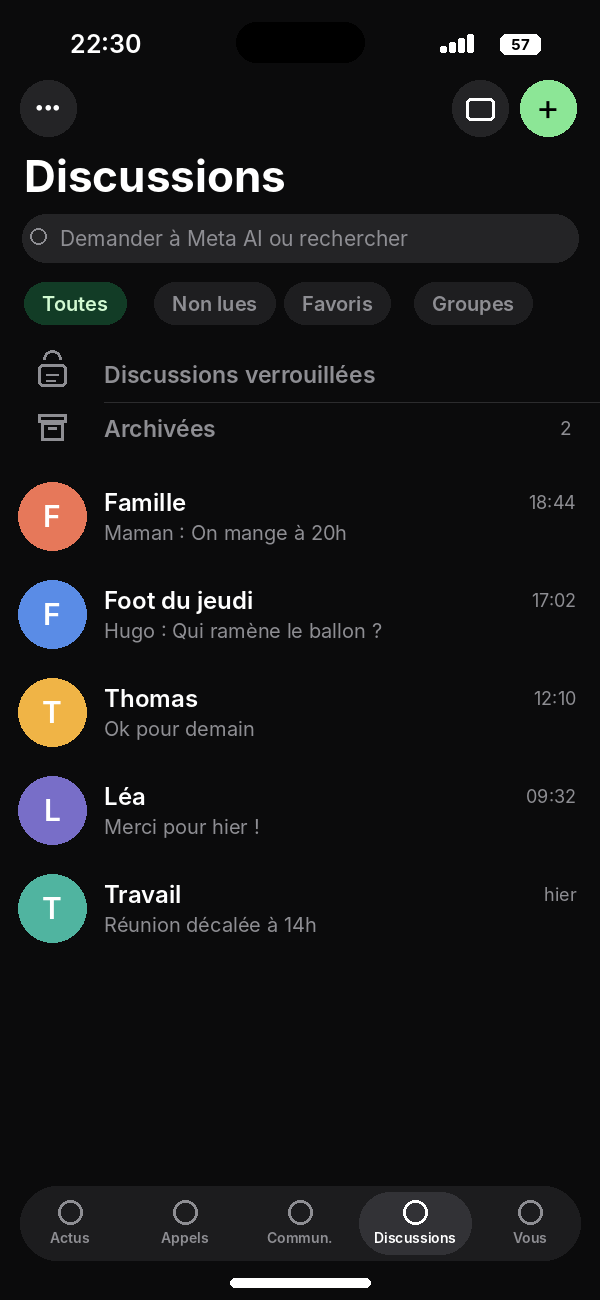 22:30
57
Discussions
Demander à Meta AI ou rechercher
Toutes
Non lues
Favoris
Groupes
Discussions verrouillées
Archivées
2
Famille
18:44
Maman : On mange à 20h
Foot du jeudi
17:02
Hugo : Qui ramène le ballon ?
Thomas
12:10
Ok pour demain
Léa
09:32
Merci pour hier !
Travail
hier
Réunion décalée à 14h
Actus
Appels
Commun.
Discussions
Vous
F
F
T
L
T